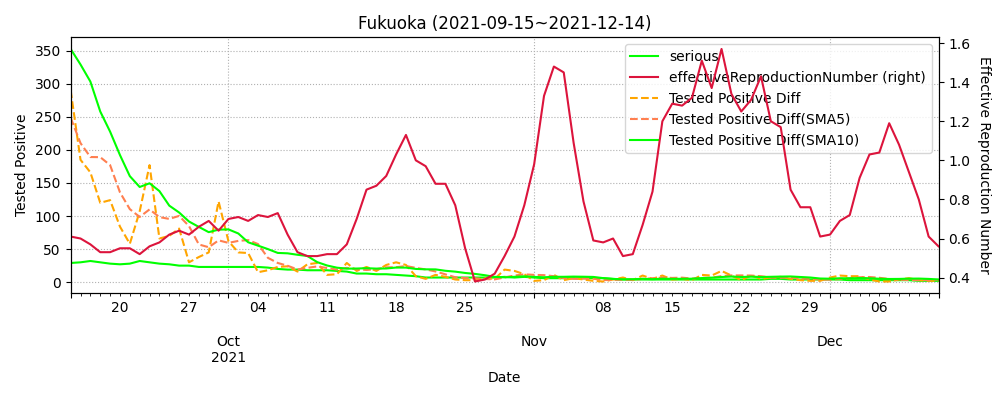 Fukuoka (2021-09-15~2021-12-14)
350
300
250
200
150
100
50
0
Tested Positive
1.6
1.4
1.2
1.0
0.8
0.6
0.4
Effective Reproduction Number
serious
effectiveReproductionNumber (right)
Tested Positive Diff
Tested Positive Diff(SMA5)
Tested Positive Diff(SMA10)
20 27 04 11 18 25 08 15 22 29 06
Oct Nov Dec
2021
Date